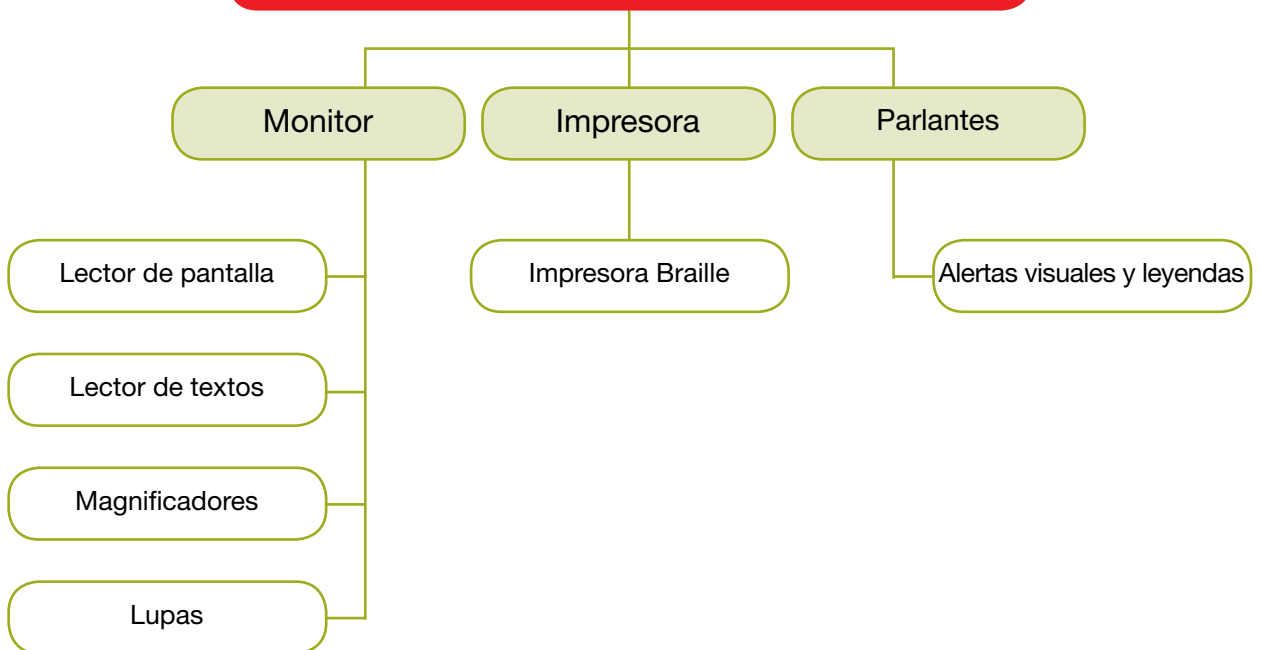 Monitor
Impresora
Parlantes
Lector de pantalla
Impresora Braille
Alertas visuales y leyendas
Lector de textos
Magnificadores
Lupas